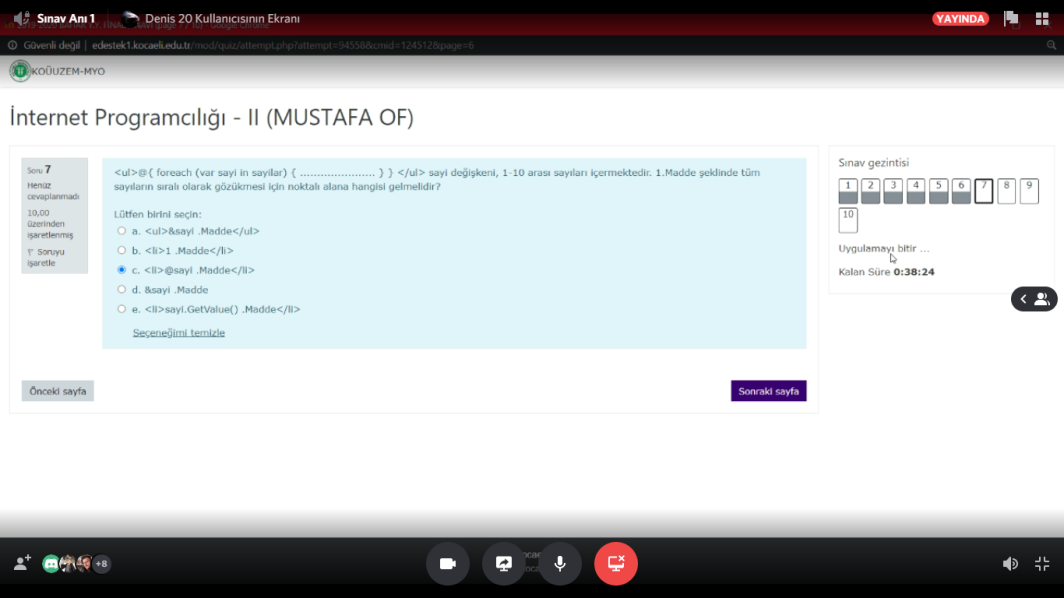 Sınav Anı 1
Denis 20 Kullanıcısının Ekranı
YAYINDA
Güvenli değil | edestek1.kocaeli.edu.tr/mod/quiz/attempt.php?attempt=94558&cmid=124512&page=6
KOÜUZEM-MYO
İnternet Programcılığı - II (MUSTAFA OF)
Soru 7
Henüz
cevaplanmadı
10,00
üzerinden
işaretlenmiş
Soruyu
işaretle
<ul>@{ foreach (var sayi in sayilar) { ...................... } } </ul> sayi değişkeni, 1-10 arası sayıları içermektedir. 1.Madde şeklinde tüm
sayıların sıralı olarak gözükmesi için noktalı alana hangisi gelmelidir?
Lütfen birini seçin:
a. <ul>&sayi .Madde</ul>
b. <li>1 .Madde</li>
c. <li>@sayi .Madde</li>
d. &sayi .Madde
e. <li>sayi.GetValue() .Madde</li>
Seçeneğimi temizle
Önceki sayfa
Sonraki sayfa
Sınav gezintisi
1 2 3 4 5 6 7 8 9
10
Uygulamayı bitir ...
Kalan Süre 0:38:24
+8